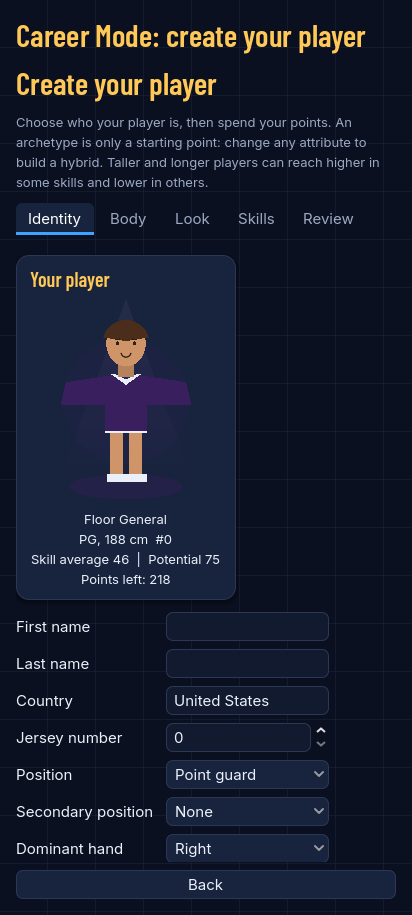 Career Mode: create your player
Create your player
Choose who your player is, then spend your points. An
archetype is only a starting point: change any attribute to
build a hybrid. Taller and longer players can reach higher in
some skills and lower in others.
Identity Body Look Skills Review
Your player
Floor General
PG, 188 cm #0
Skill average 46 | Potential 75
Points left: 218
First name
Last name
Country United States
Jersey number 0
Position Point guard
Secondary position None
Dominant hand Right
Back